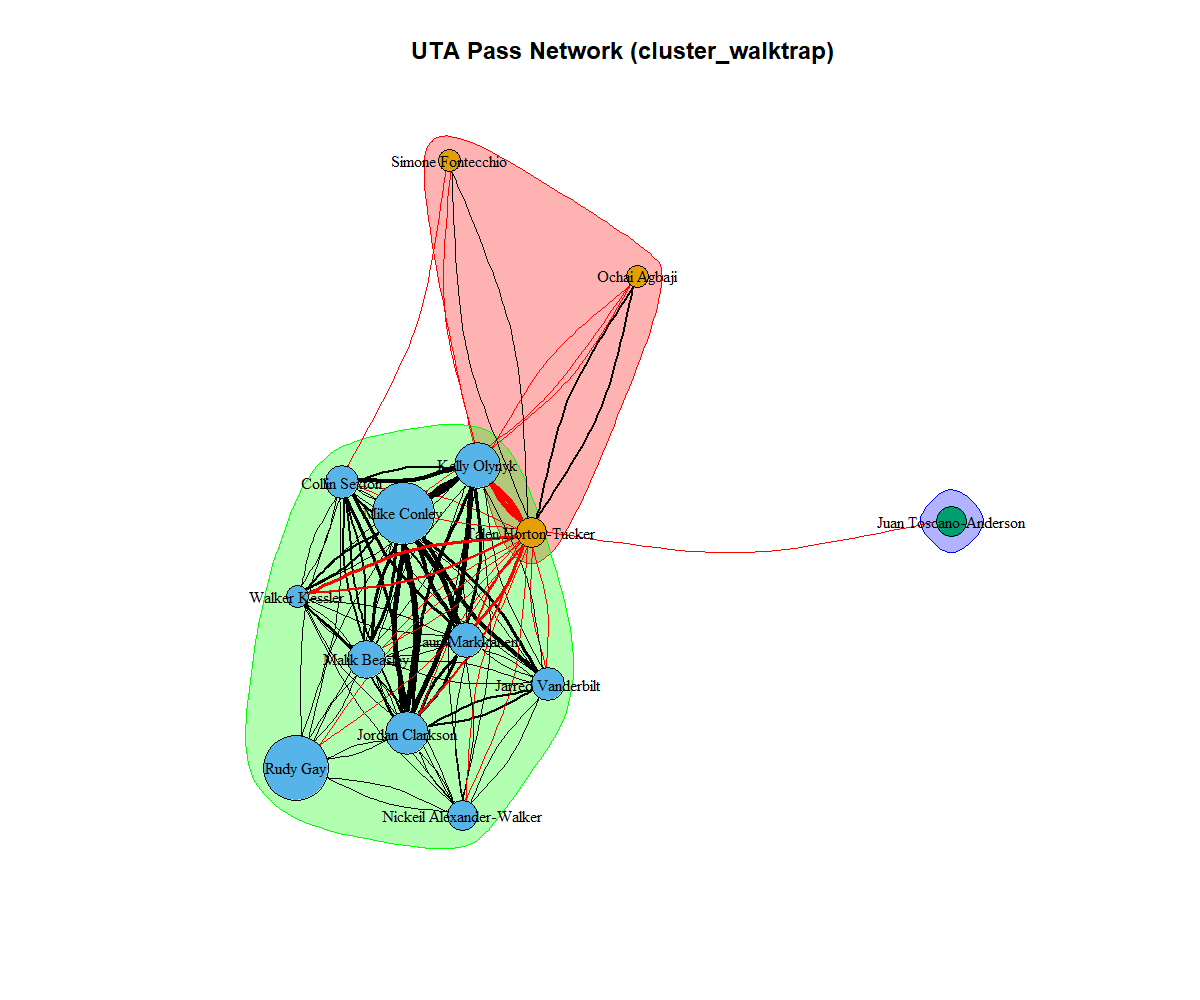 UTA Pass Network (cluster_walktrap)
Simone Fontecchio
Ochai Agbaji
Kelly Olynyk
Collin Sexton
Mike Conley
Juan Toscano-Anderson
Talen Horton-Tucker
Walker Kessler
Lauri Markkanen
Malik Beasley
Jarred Vanderbilt
Jordan Clarkson
Rudy Gay
Nickeil Alexander-Walker